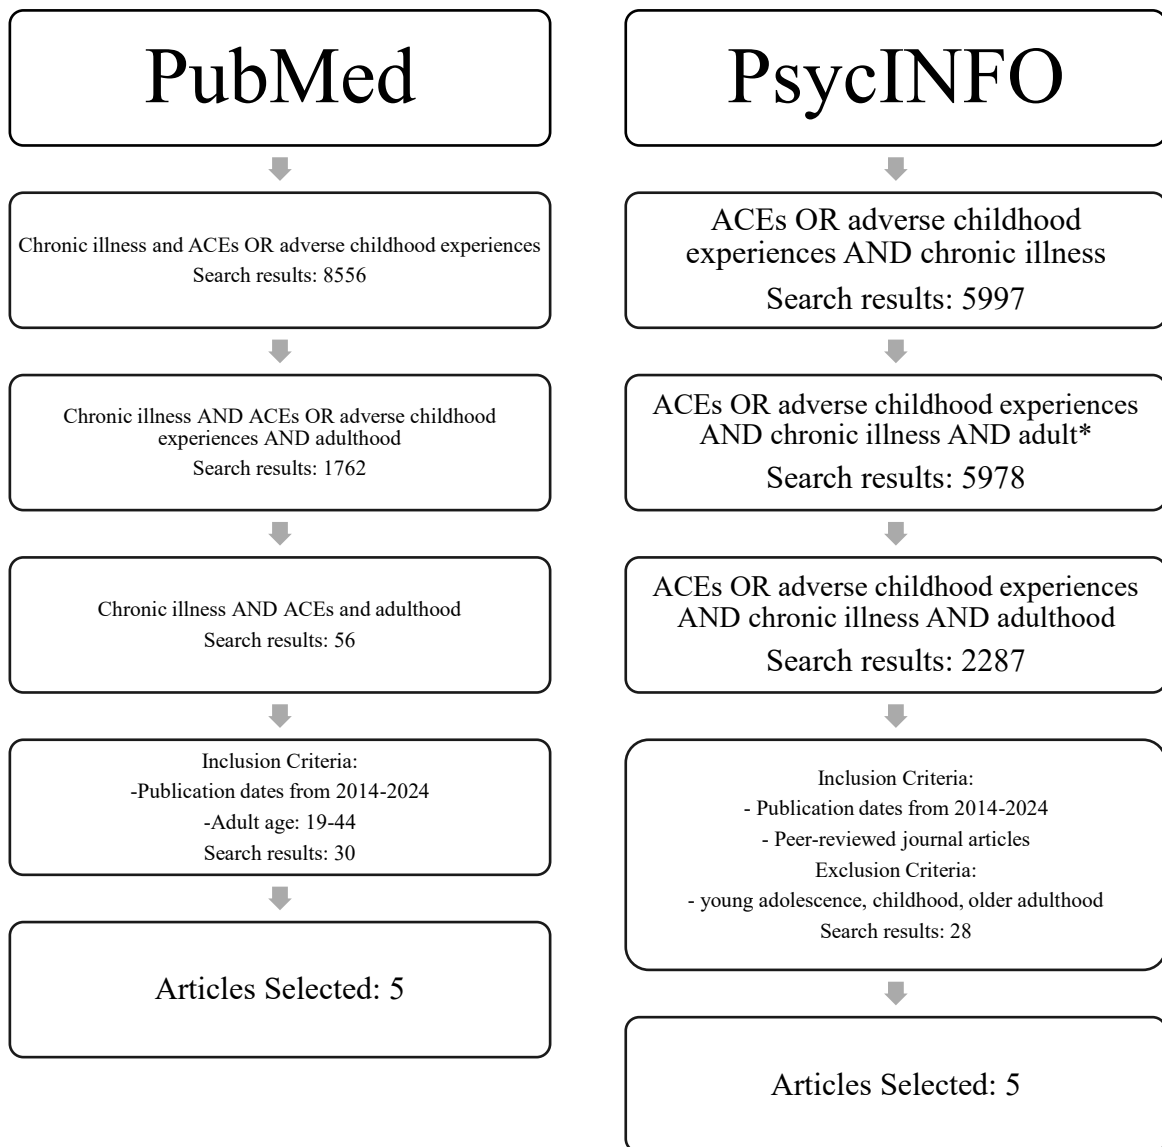 PubMed
Chronic illness and ACEs OR adverse childhood experiences
Search results: 8556
Chronic illness AND ACEs OR adverse childhood
experiences AND adulthood
Search results: 1762
Chronic illness AND ACEs and adulthood
Search results: 56
Inclusion Criteria:
-Publication dates from 2014-2024
-Adult age: 19-44
Search results: 30
Articles Selected: 5
PsycINFO
ACEs OR adverse childhood
experiences AND chronic illness
Search results: 5997
ACEs OR adverse childhood experiences
AND chronic illness AND adult*
Search results: 5978
ACEs OR adverse childhood experiences
AND chronic illness AND adulthood
Search results: 2287
Inclusion Criteria:
- Publication dates from 2014-2024
- Peer-reviewed journal articles
Exclusion Criteria:
- young adolescence, childhood, older adulthood
Search results: 28
Articles Selected: 5